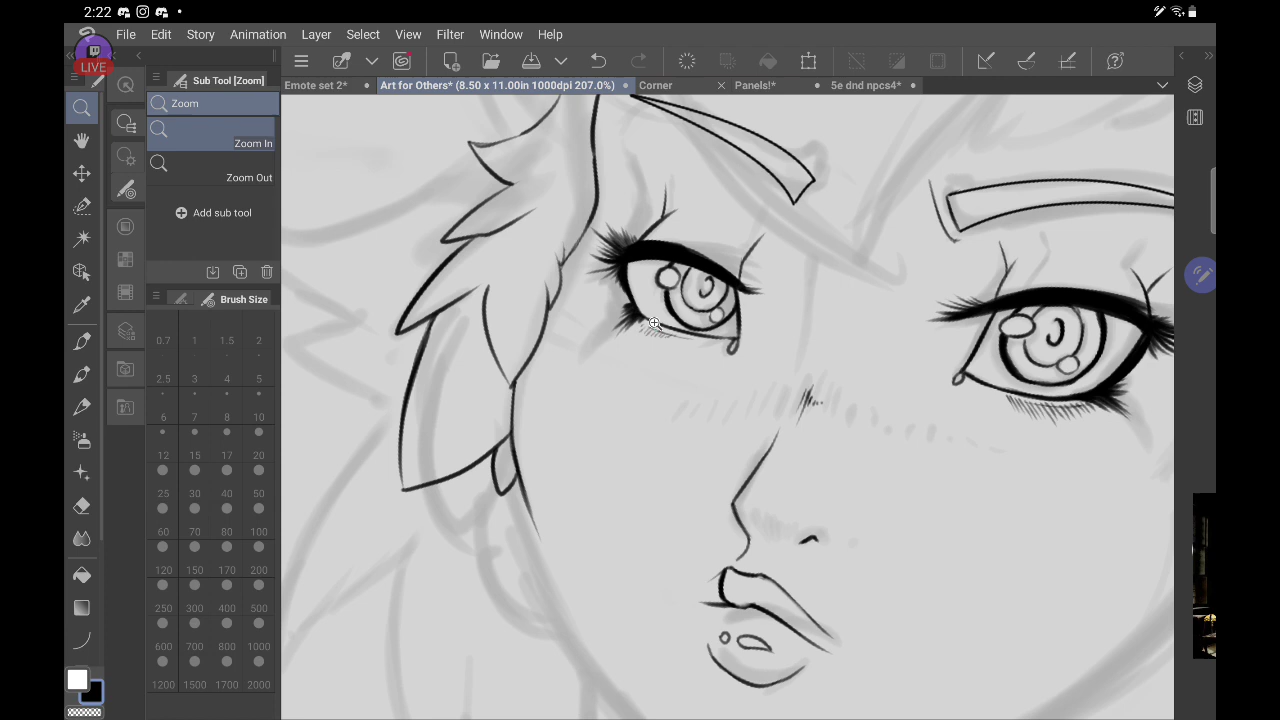 2:22
LIVE
File Edit Story Animation Layer Select View Filter Window Help
Sub Tool [Zoom]
Emote set 2* Art for Others* (8.50 x 11.00in 1000dpi 207.0%) Corner Panels!* 5e dnd npcs4*
Zoom
Zoom In
Zoom Out
Add sub tool
Brush Size
0.7 1 1.5 2
2.5 3 4 5
6 7 8 10
12 15 17 20
25 30 40 50
60 70 80 100
120 150 170 200
250 300 400 500
600 700 800 1000
1200 1500 1700 2000